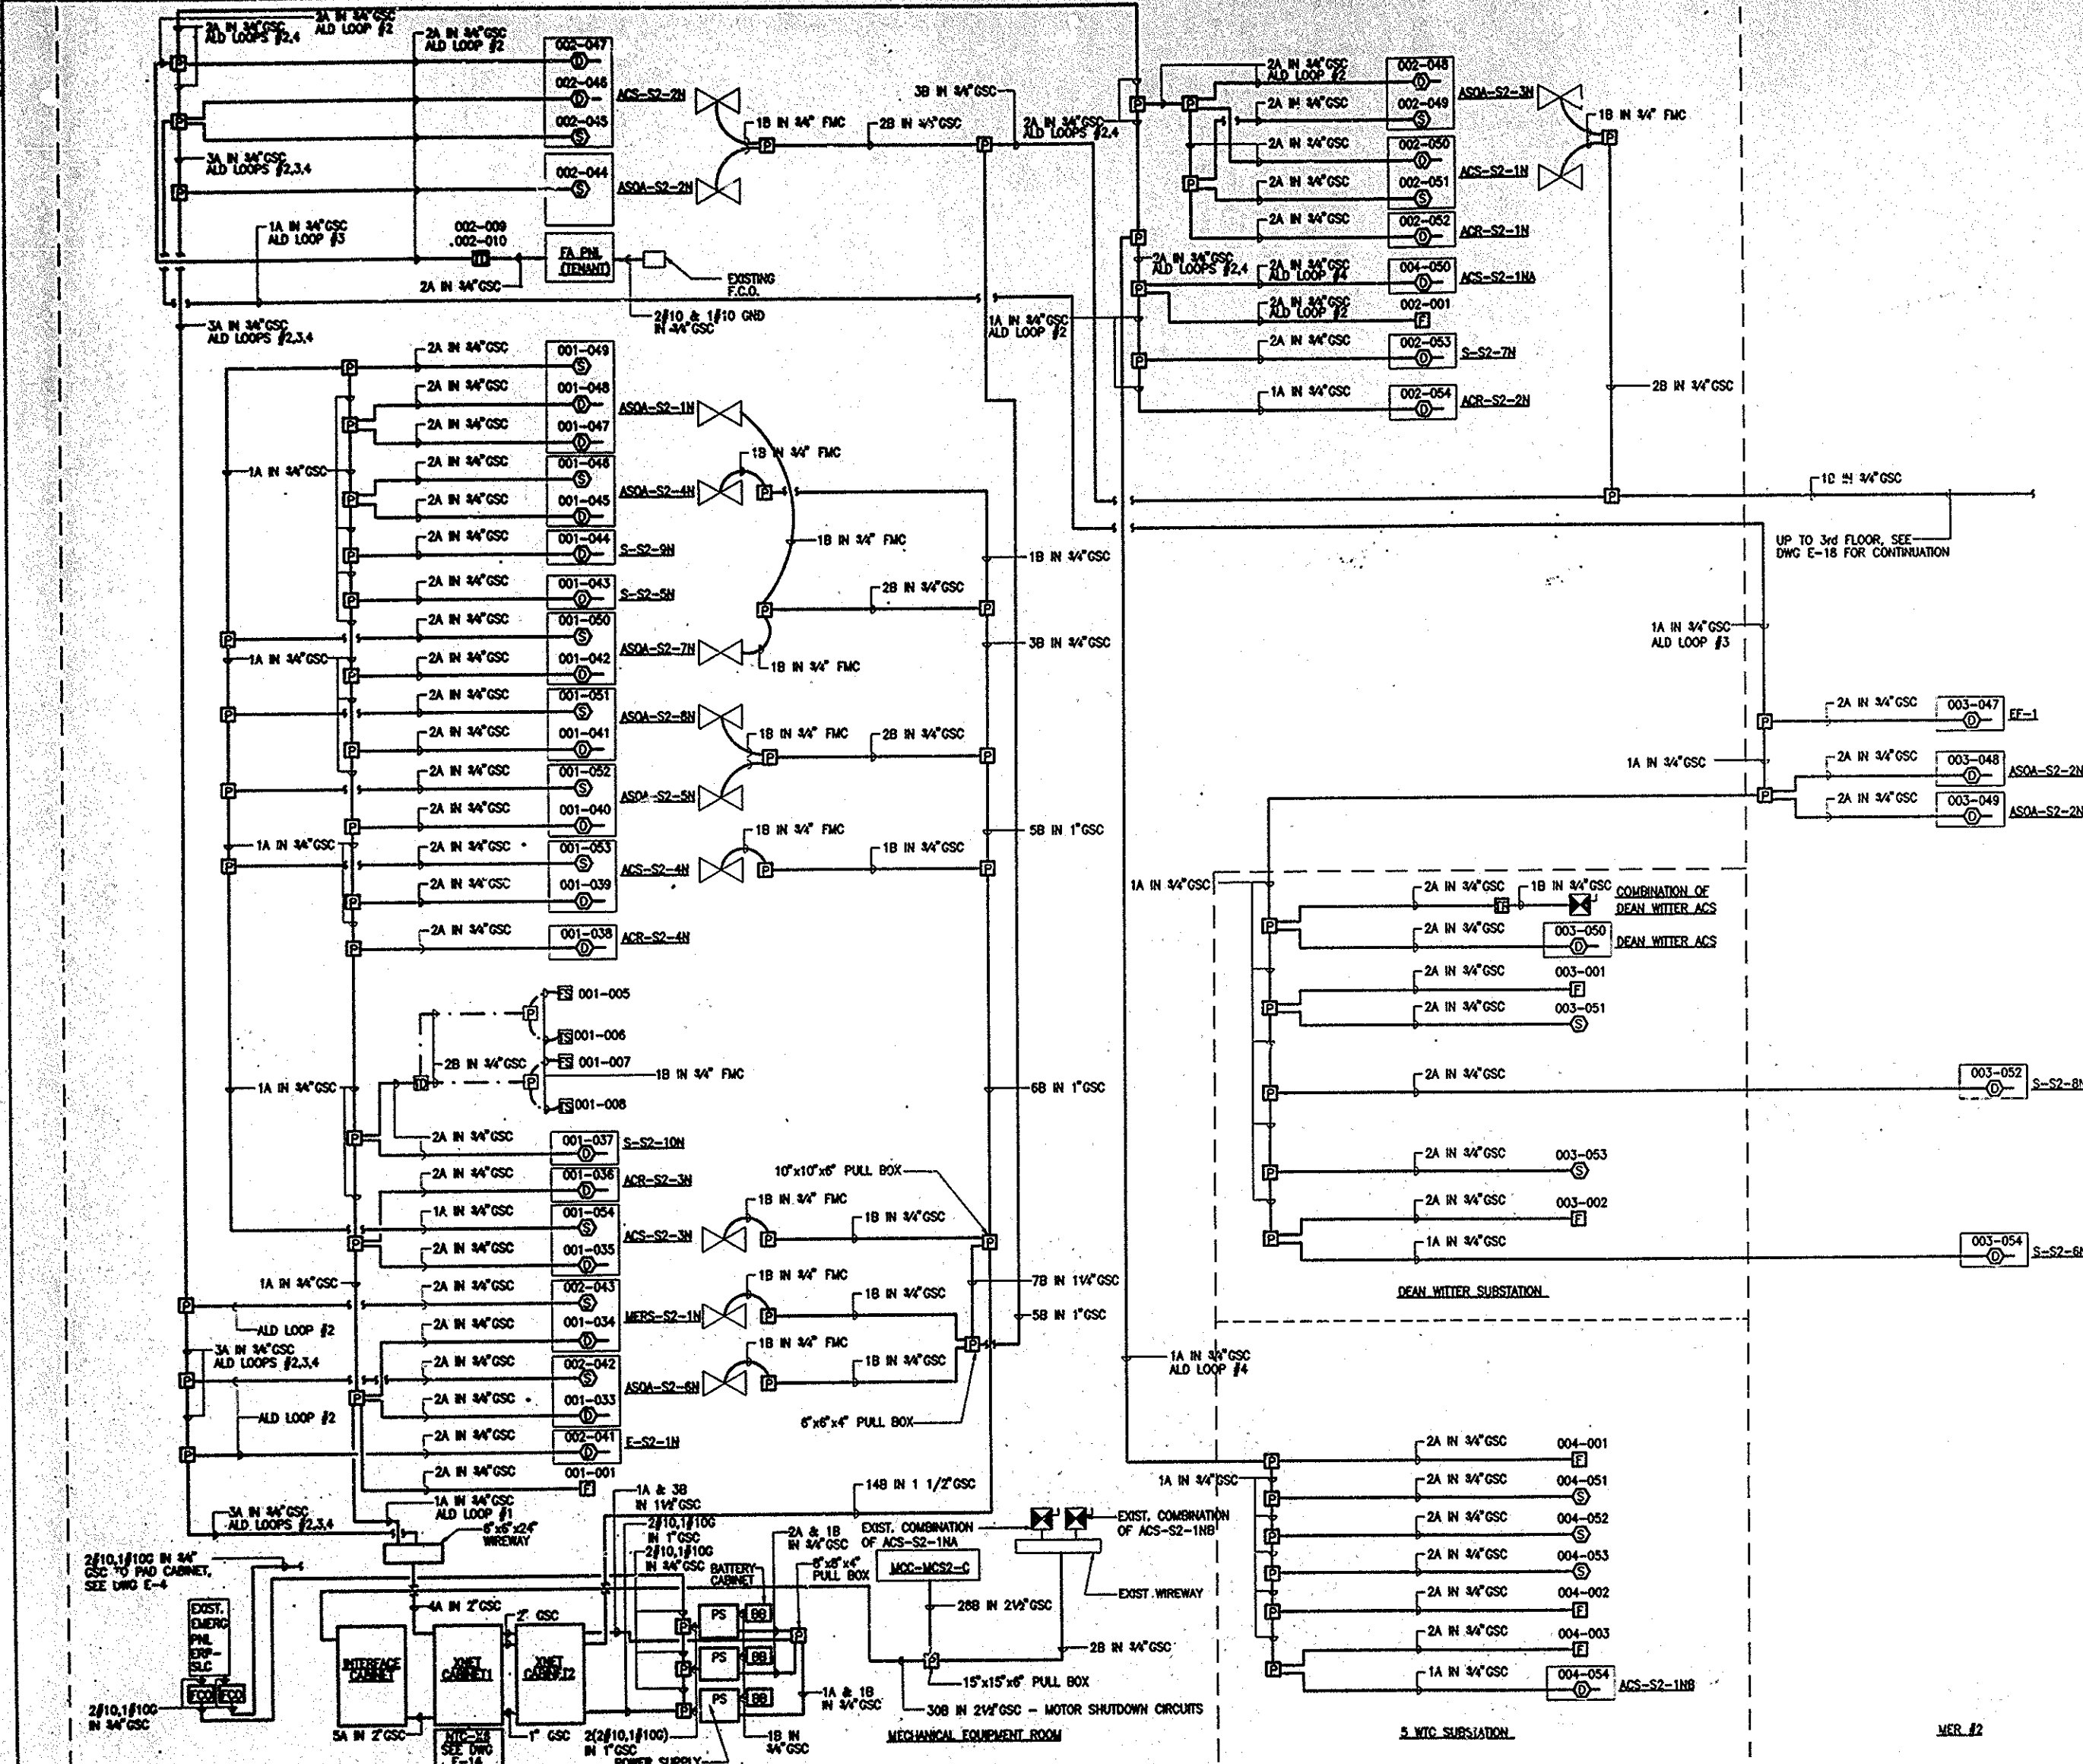 2A IN 3/4"GSC
ALD LOOPS #2,4
2A IN 3/4"GSC
ALD LOOP #2
2A IN 3/4"GSC
ALD LOOP #2
002-047
D
002-046
D
002-045
S
ACS-S2-2N
002-044
S
ASOA-S2-2N
1B IN 3/4" FMC
2B IN 3/4"GSC
3B IN 3/4"GSC
3A IN 3/4"GSC
ALD LOOPS #2,3,4
1A IN 3/4"GSC
ALD LOOP #3
002-009
002-010
FA PNL
(TENANT)
2A IN 3/4"GSC
EXISTING
F.C.O.
2#10 & 1#10 GND
IN 3/4"GSC
3A IN 3/4"GSC
ALD LOOPS #2,3,4
2A IN 3/4"GSC
ALD LOOPS #2,4
2A IN 3/4"GSC
ALD LOOP #2
002-048
D
ASOA-S2-3N
2A IN 3/4"GSC
002-049
S
1B IN 3/4" FMC
2A IN 3/4"GSC
002-050
D
ACS-S2-1N
2A IN 3/4"GSC
002-051
S
2A IN 3/4"GSC
002-052
D
ACR-S2-1N
2A IN 3/4"GSC
ALD LOOPS #2,4
2A IN 3/4"GSC
ALD LOOP #4
004-050
D
ACS-S2-1NA
2A IN 3/4"GSC
ALD LOOP #2
002-001
F
1A IN 3/4"GSC
ALD LOOP #2
2A IN 3/4"GSC
002-053
D
S-S2-7N
1A IN 3/4"GSC
002-054
D
ACR-S2-2N
2B IN 3/4"GSC
UP TO 3rd FLOOR, SEE
DWG E-18 FOR CONTINUATION
2A IN 3/4"GSC
001-049
S
2A IN 3/4"GSC
001-048
D
ASOA-S2-1N
2A IN 3/4"GSC
001-047
D
1A IN 3/4"GSC
2A IN 3/4"GSC
001-046
S
ASOA-S2-4N
1B IN 3/4" FMC
2A IN 3/4"GSC
001-045
D
2A IN 3/4"GSC
001-044
D
S-S2-9N
1B IN 3/4" FMC
1B IN 3/4"GSC
2A IN 3/4"GSC
001-043
D
S-S2-5N
2B IN 3/4"GSC
2A IN 3/4"GSC
001-050
S
ASOA-S2-7N
3B IN 3/4"GSC
1A IN 3/4"GSC
2A IN 3/4"GSC
001-042
D
1B IN 3/4" FMC
2A IN 3/4"GSC
001-051
S
ASOA-S2-8N
2A IN 3/4"GSC
001-041
D
1B IN 3/4" FMC
2B IN 3/4"GSC
2A IN 3/4"GSC
001-052
S
ASOA-S2-5N
2A IN 3/4"GSC
001-040
D
1A IN 3/4"GSC
2A IN 3/4"GSC
001-053
S
ACS-S2-4N
1B IN 3/4" FMC
1B IN 3/4"GSC
5B IN 1"GSC
2A IN 3/4"GSC
001-039
D
2A IN 3/4"GSC
001-038
D
ACR-S2-4N
FS 001-005
FS 001-006
FS 001-007
FS 001-008
2B IN 3/4"GSC
1B IN 3/4" FMC
1A IN 3/4"GSC
6B IN 1"GSC
2A IN 3/4"GSC
001-037
D
S-S2-10N
2A IN 3/4"GSC
001-036
D
ACR-S2-3N
10"x10"x6" PULL BOX
1A IN 3/4"GSC
001-054
S
ACS-S2-3N
1B IN 3/4" FMC
1B IN 3/4"GSC
2A IN 3/4"GSC
001-035
D
1A IN 3/4"GSC
2A IN 3/4"GSC
002-043
S
MERS-S2-1N
1B IN 3/4" FMC
1B IN 3/4"GSC
7B IN 1 1/4"GSC
5B IN 1"GSC
ALD LOOP #2
2A IN 3/4"GSC
001-034
D
3A IN 3/4"GSC
ALD LOOPS #2,3,4
2A IN 3/4"GSC
002-042
S
ASOA-S2-6N
1B IN 3/4" FMC
1B IN 3/4"GSC
2A IN 3/4"GSC
001-033
D
6"x6"x4" PULL BOX
ALD LOOP #2
2A IN 3/4"GSC
002-041
D
E-S2-1N
2A IN 3/4"GSC
001-001
F
1A IN 3/4"GSC
ALD LOOP #1
3A IN 3/4"GSC
ALD LOOPS #2,3,4
6"x6"x24"
WIREWAY
14B IN 1 1/2"GSC
1A IN 3/4"GSC
ALD LOOP #3
2A IN 3/4"GSC
003-047
D
EF-1
1A IN 3/4"GSC
2A IN 3/4"GSC
003-048
D
ASOA-S2-2N
2A IN 3/4"GSC
003-049
D
ASOA-S2-2N
1A IN 3/4"GSC
2A IN 3/4"GSC
1B IN 3/4"GSC
COMBINATION OF
DEAN WITTER ACS
2A IN 3/4"GSC
003-050
D
DEAN WITTER ACS
2A IN 3/4"GSC
003-001
F
2A IN 3/4"GSC
003-051
S
2A IN 3/4"GSC
003-052
D
S-S2-8N
2A IN 3/4"GSC
003-053
S
2A IN 3/4"GSC
003-002
F
1A IN 3/4"GSC
003-054
D
S-S2-6N
DEAN WITTER SUBSTATION
1A IN 3/4"GSC
ALD LOOP #4
2A IN 3/4"GSC
004-001
F
1A IN 3/4"GSC
2A IN 3/4"GSC
004-051
S
2A IN 3/4"GSC
004-052
S
2A IN 3/4"GSC
004-053
S
2A IN 3/4"GSC
004-002
F
2A IN 3/4"GSC
004-003
F
1A IN 3/4"GSC
004-054
D
ACS-S2-1NB
5 WTC SUBSTATION
MER #2
2#10,1#10G IN 3/4"
GSC TO PAD CABINET,
SEE DWG E-4
EXIST.
EMERG
PNL
ERP-
SLC
FCO FCO
2#10,1#10G
IN 3/4"GSC
4A IN 2"GSC
INTERFACE
CABINET
XNET
CABINET1
XNET
CABINET2
2" GSC
1" GSC
5A IN 2"GSC
SEE DWG
1A & 3B
IN 1 1/2"GSC
2#10,1#10G
IN 1"GSC
2#10,1#10G
IN 3/4"GSC
BATTERY
CABINET
2A & 1B
IN 3/4"GSC
8"x8"x4"
PULL BOX
PS BB
PS BB
PS BB
1A & 1B
IN 3/4"GSC
1B IN
3/4"GSC
2(2#10,1#10G)
IN 1"GSC
POWER SUPPLY
EXIST. COMBINATION
OF ACS-S2-1NA
EXIST. COMBINATION
OF ACS-S2-1NB
MCC-MCS2-C
EXIST.WIREWAY
28B IN 2 1/2"GSC
2B IN 3/4"GSC
15"x15"x6" PULL BOX
30B IN 2 1/2"GSC - MOTOR SHUTDOWN CIRCUITS
MECHANICAL EQUIPMENT ROOM